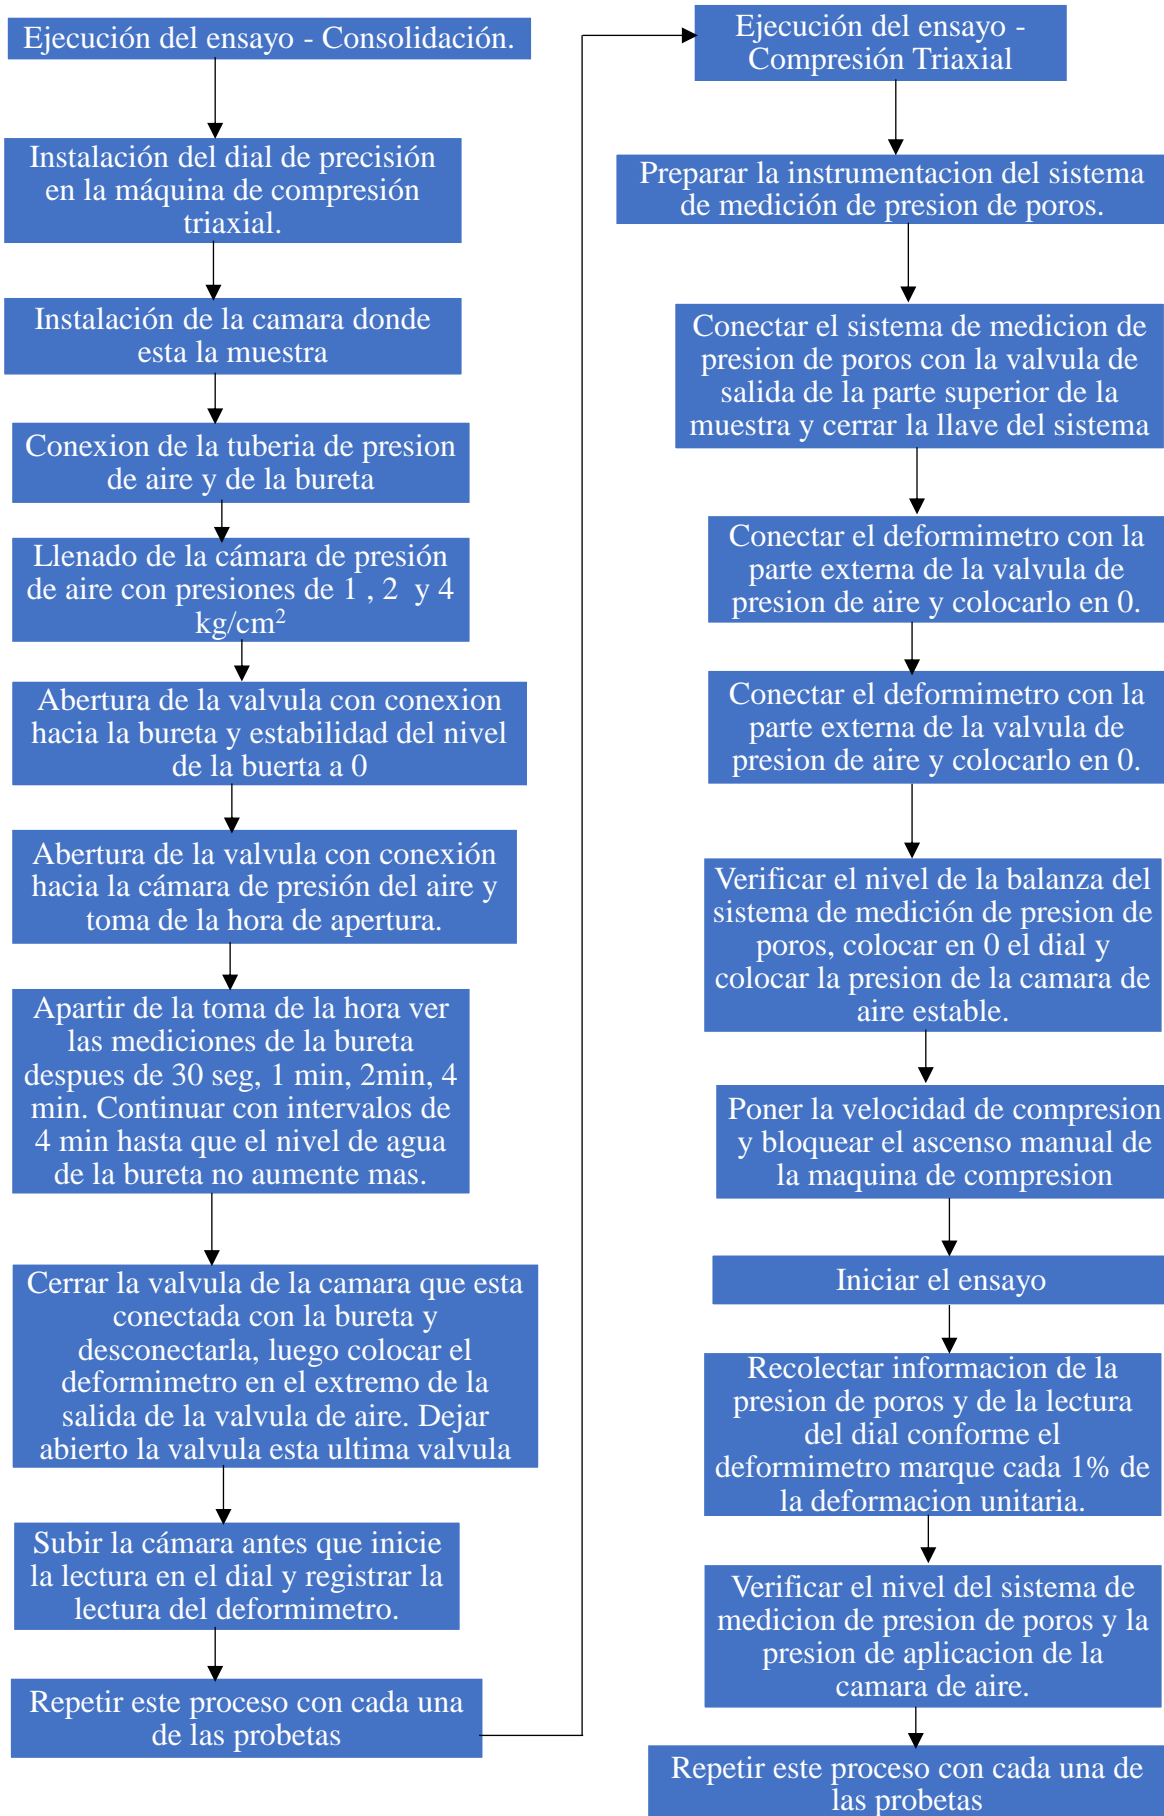 Ejecución del ensayo - Consolidación.
Instalación del dial de precisión
en la máquina de compresión
triaxial.
Instalación de la camara donde
esta la muestra
Conexion de la tuberia de presion
de aire y de la bureta
Llenado de la cámara de presión
de aire con presiones de 1 , 2 y 4
kg/cm²
Abertura de la valvula con conexion
hacia la bureta y estabilidad del nivel
de la buerta a 0
Abertura de la valvula con conexión
hacia la cámara de presión del aire y
toma de la hora de apertura.
Apartir de la toma de la hora ver
las mediciones de la bureta
despues de 30 seg, 1 min, 2min, 4
min. Continuar con intervalos de
4 min hasta que el nivel de agua
de la bureta no aumente mas.
Cerrar la valvula de la camara que esta
conectada con la bureta y
desconectarla, luego colocar el
deformimetro en el extremo de la
salida de la valvula de aire. Dejar
abierto la valvula esta ultima valvula
Subir la cámara antes que inicie
la lectura en el dial y registrar la
lectura del deformimetro.
Repetir este proceso con cada una
de las probetas
Ejecución del ensayo -
Compresión Triaxial
Preparar la instrumentacion del sistema
de medición de presion de poros.
Conectar el sistema de medicion de
presion de poros con la valvula de
salida de la parte superior de la
muestra y cerrar la llave del sistema
Conectar el deformimetro con la
parte externa de la valvula de
presion de aire y colocarlo en 0.
Conectar el deformimetro con la
parte externa de la valvula de
presion de aire y colocarlo en 0.
Verificar el nivel de la balanza del
sistema de medición de presion de
poros, colocar en 0 el dial y
colocar la presion de la camara de
aire estable.
Poner la velocidad de compresion
y bloquear el ascenso manual de
la maquina de compresion
Iniciar el ensayo
Recolectar informacion de la
presion de poros y de la lectura
del dial conforme el
deformimetro marque cada 1% de
la deformacion unitaria.
Verificar el nivel del sistema de
medicion de presion de poros y la
presion de aplicacion de la
camara de aire.
Repetir este proceso con cada una de
las probetas